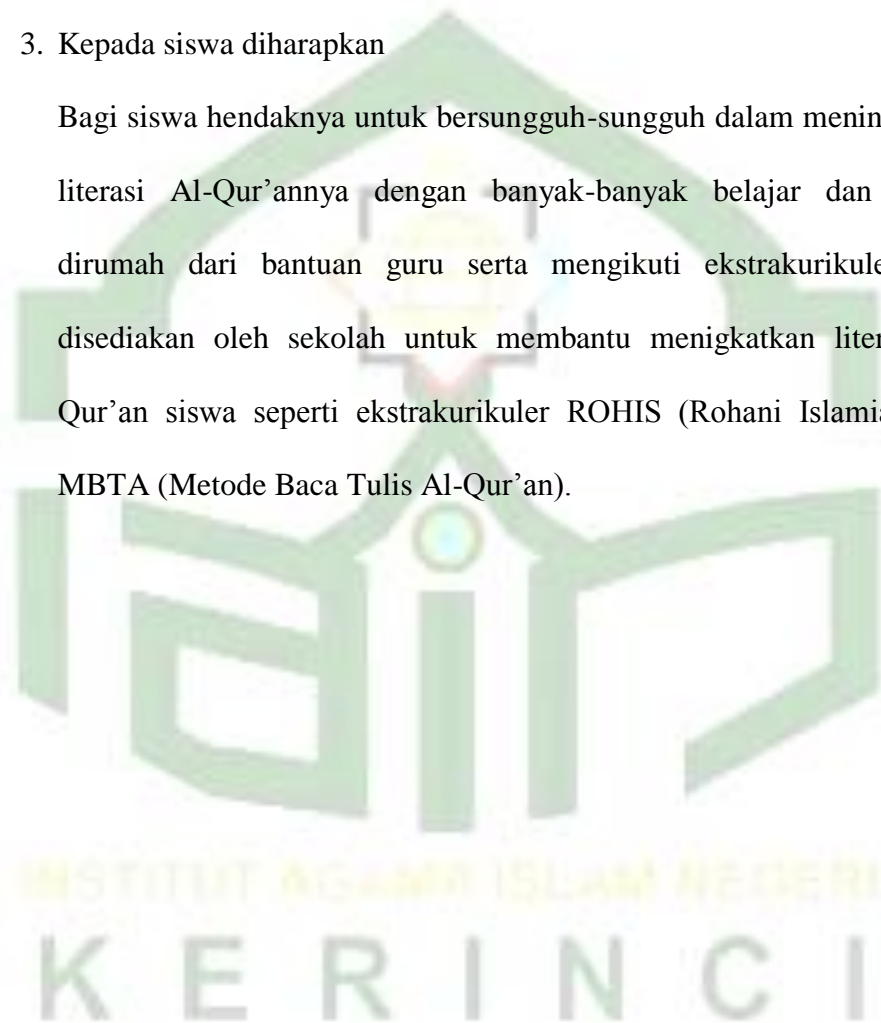 3. Kepada siswa diharapkan
Bagi siswa hendaknya untuk bersungguh-sungguh dalam menin
literasi Al-Qur’annya dengan banyak-banyak belajar dan
dirumah dari bantuan guru serta mengikuti ekstrakurikule
disediakan oleh sekolah untuk membantu menigkatkan liter
Qur’an siswa seperti ekstrakurikuler ROHIS (Rohani Islamia
MBTA (Metode Baca Tulis Al-Qur’an).
INSTITUT AGAMA ISLAM NEGERI
KERINCI